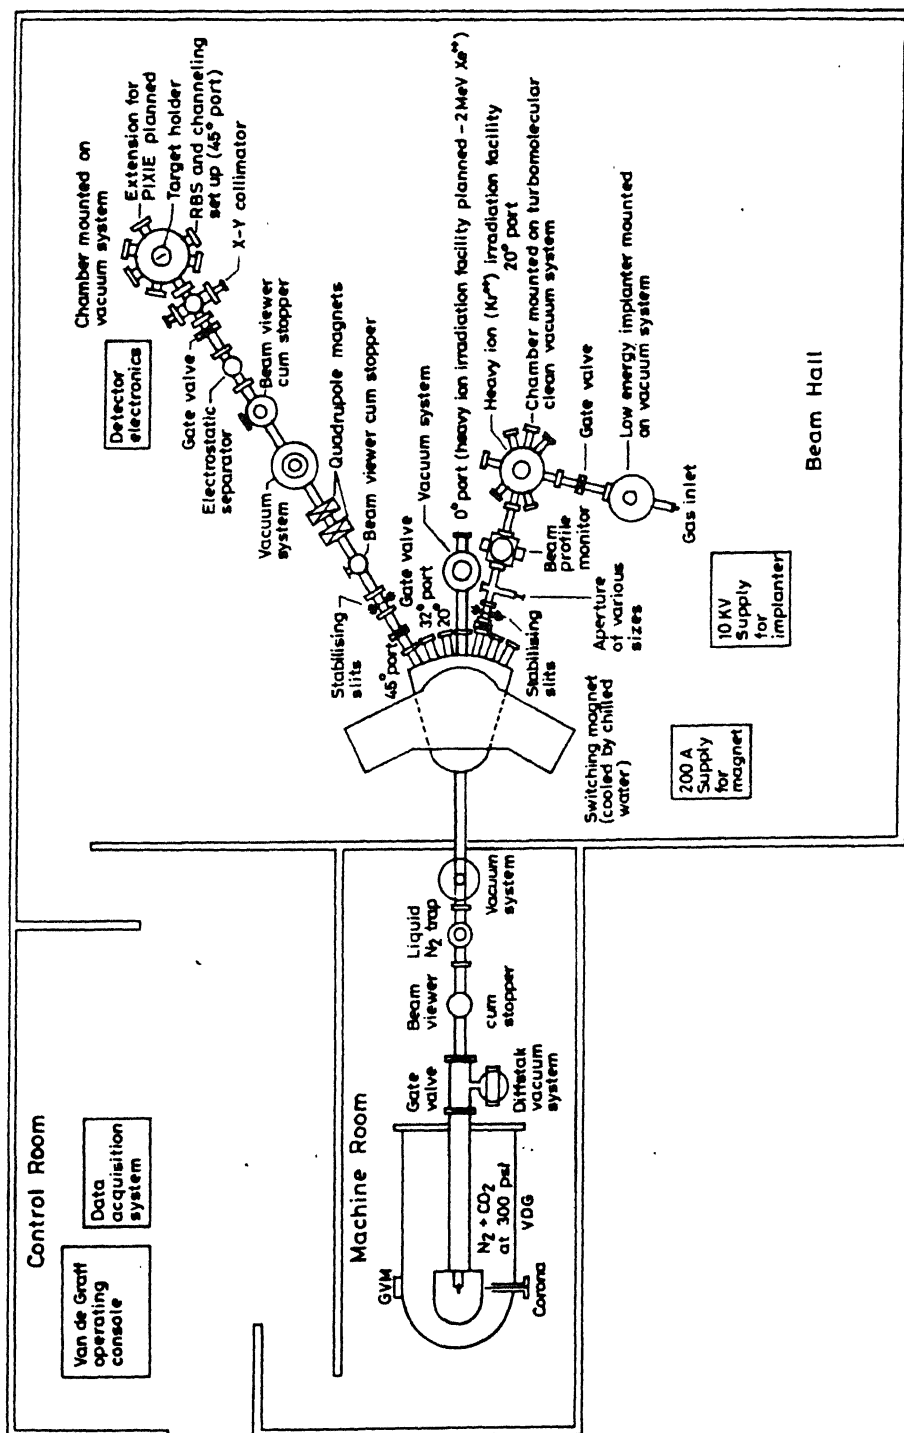 Control Room
Van de Graff
operating
console
Data
acquisition
system
Machine Room
GVM
N₂ + CO₂
at 300 psi
VDG
Corona
Gate
valve
Diffstak
vacuum
system
Beam
viewer
cum
stopper
Liquid
N₂ trap
Vacuum
system
Switching magnet
(cooled by chilled
water)
200 A
Supply
for
magnet
10 KV
Supply
for
implanter
Beam Hall
Detector
electronics
Chamber mounted on
vacuum system
Extension for
PIXIE planned
Target holder
RBS and channeling
set up (45° port)
X-Y collimator
Gate valve
Electrostatic
separator
Beam viewer
cum stopper
Vacuum
system
Quadrupole magnets
Beam viewer cum stopper
Stabilising
slits
45° port
Gate valve
32° port
20°
Vacuum system
0° port (heavy ion irradiation facility planned – 2 MeV Xe⁺⁺)
Heavy ion (Kr⁺⁺) irradiation facility
20° port
Chamber mounted on turbomolecular
clean vacuum system
Gate valve
Low energy implanter mounted
on vacuum system
Gas inlet
Beam
profile
monitor
Aperture
of various
sizes
Stabilising
slits